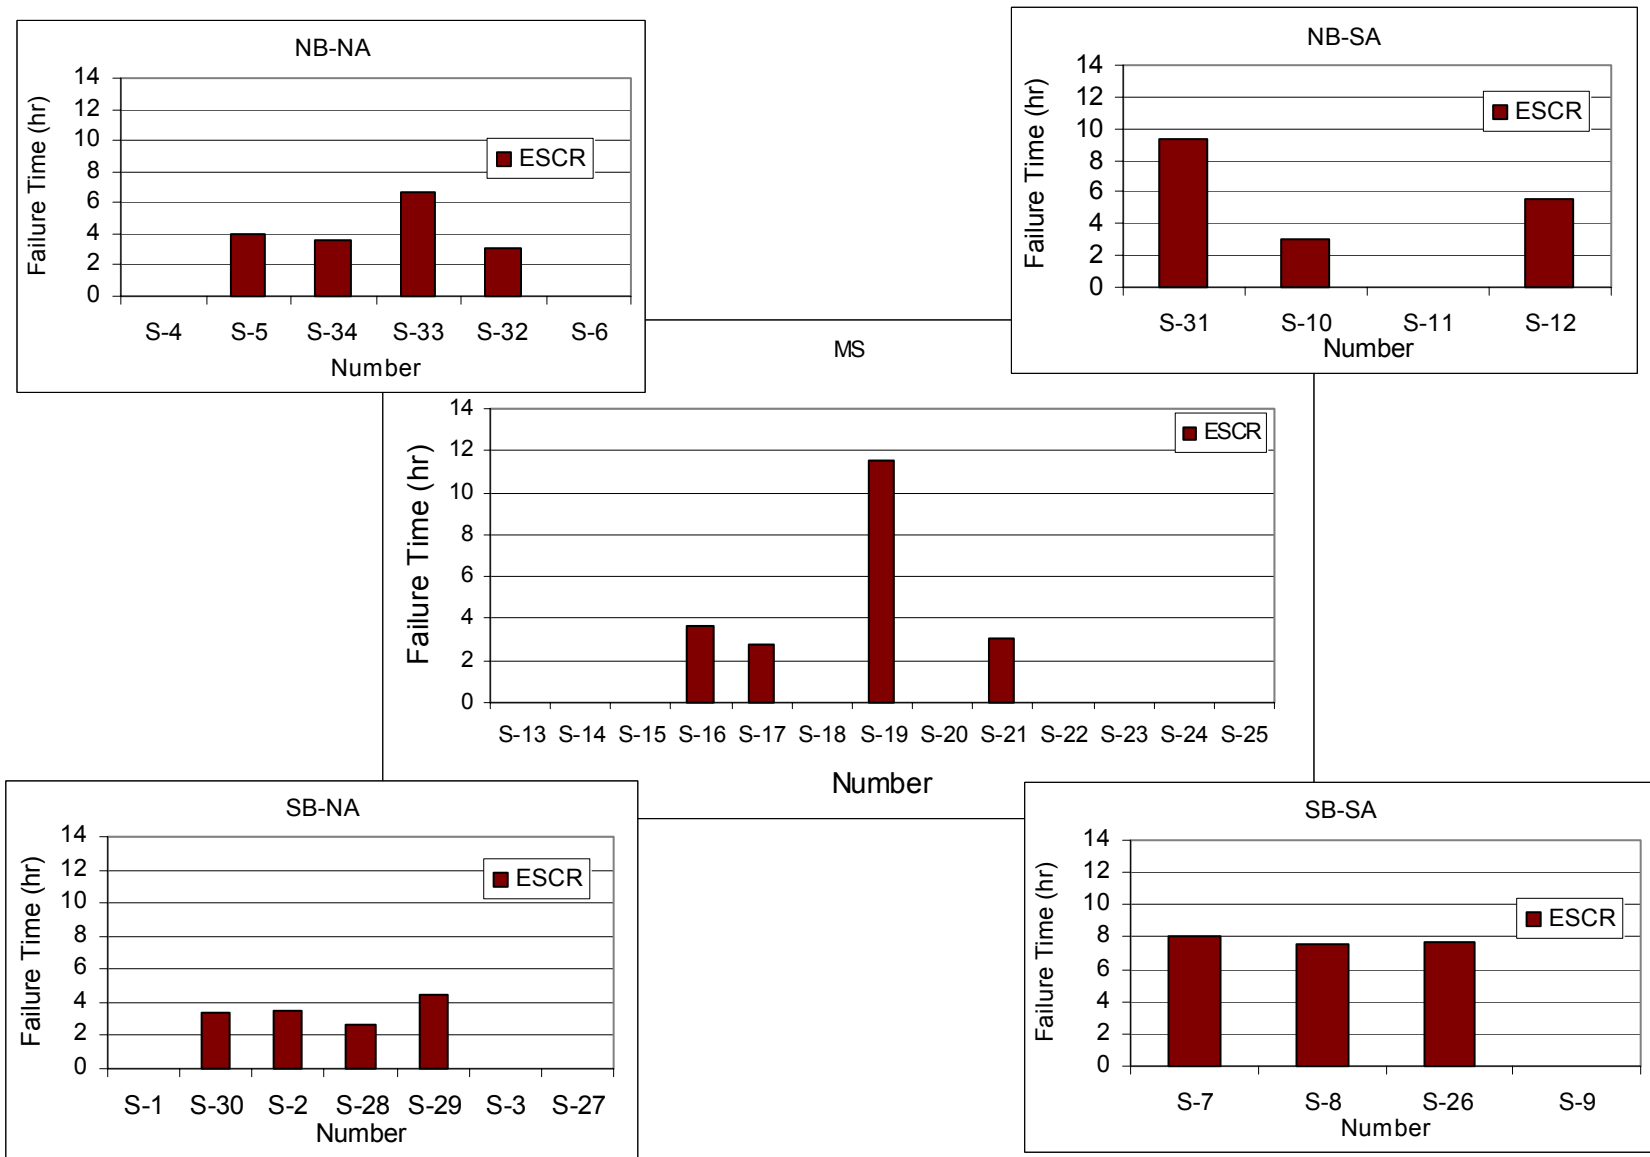 NB-NA
Failure Time (hr)
14
12
10
8
6
4
2
0
ESCR
S-4 S-5 S-34 S-33 S-32 S-6
Number
NB-SA
Failure Time (hr)
14
12
10
8
6
4
2
0
ESCR
S-31 S-10 S-11 S-12
Number
MS
Failure Time (hr)
14
12
10
8
6
4
2
0
ESCR
S-13 S-14 S-15 S-16 S-17 S-18 S-19 S-20 S-21 S-22 S-23 S-24 S-25
Number
SB-NA
Failure Time (hr)
14
12
10
8
6
4
2
0
ESCR
S-1 S-30 S-2 S-28 S-29 S-3 S-27
Number
SB-SA
Failure Time (hr)
14
12
10
8
6
4
2
0
ESCR
S-7 S-8 S-26 S-9
Number